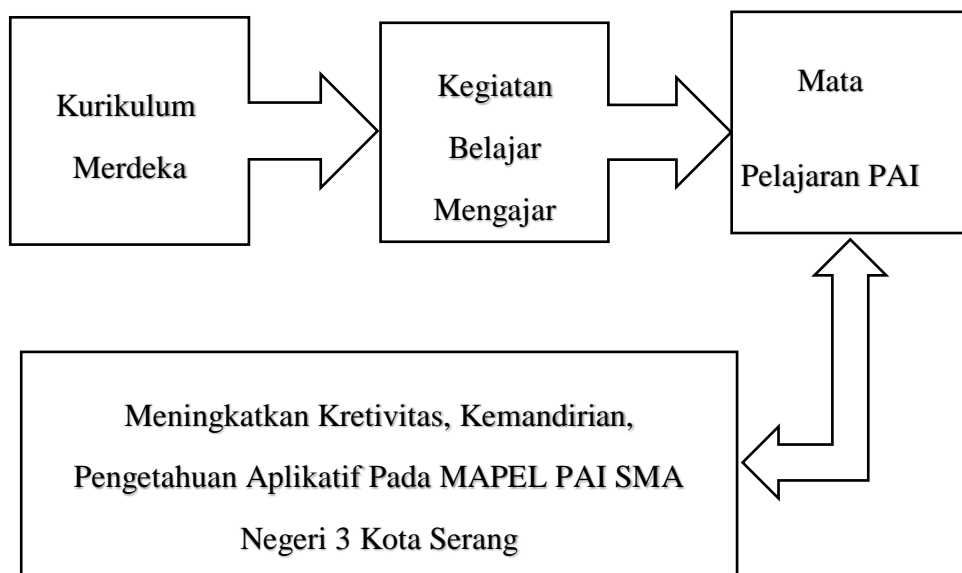 Kurikulum
Merdeka
Kegiatan
Belajar
Mengajar
Mata
Pelajaran PAI
Meningkatkan Kretivitas, Kemandirian,
Pengetahuan Aplikatif Pada MAPEL PAI SMA
Negeri 3 Kota Serang